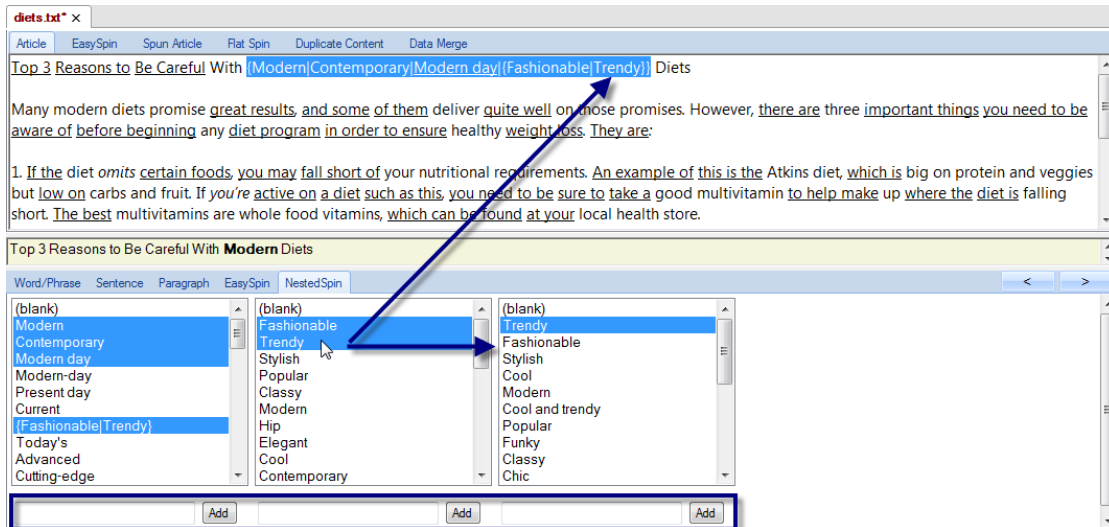 diets.txt* ×
Article EasySpin Spun Article Flat Spin Duplicate Content Data Merge
Top 3 Reasons to Be Careful With {Modern|Contemporary|Modern day|{Fashionable|Trendy}} Diets
Many modern diets promise great results, and some of them deliver quite well on those promises. However, there are three important things you need to be
aware of before beginning any diet program in order to ensure healthy weight loss. They are:
1. If the diet omits certain foods, you may fall short of your nutritional requirements. An example of this is the Atkins diet, which is big on protein and veggies
but low on carbs and fruit. If you're active on a diet such as this, you need to be sure to take a good multivitamin to help make up where the diet is falling
short. The best multivitamins are whole food vitamins, which can be found at your local health store.
Top 3 Reasons to Be Careful With Modern Diets
Word/Phrase Sentence Paragraph EasySpin NestedSpin < >
(blank)
Modern
Contemporary
Modern day
Modern-day
Present day
Current
{Fashionable|Trendy}
Today's
Advanced
Cutting-edge
Add
(blank)
Fashionable
Trendy
Stylish
Popular
Classy
Modern
Hip
Elegant
Cool
Contemporary
Add
(blank)
Trendy
Fashionable
Stylish
Cool
Modern
Cool and trendy
Popular
Funky
Classy
Chic
Add